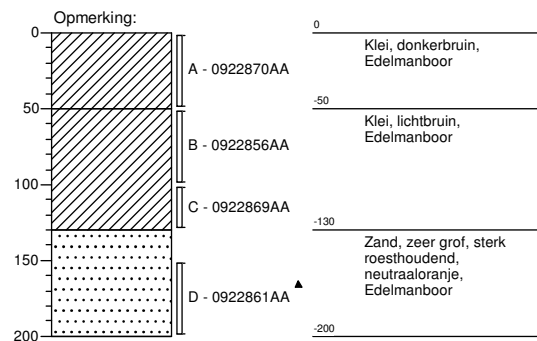 Opmerking:
0
50
100
150
200
A - 0922870AA
B - 0922856AA
C - 0922869AA
D - 0922861AA
0
Klei, donkerbruin,
Edelmanboor
-50
Klei, lichtbruin,
Edelmanboor
-130
Zand, zeer grof, sterk
roesthoudend,
neutraaloranje,
Edelmanboor
-200